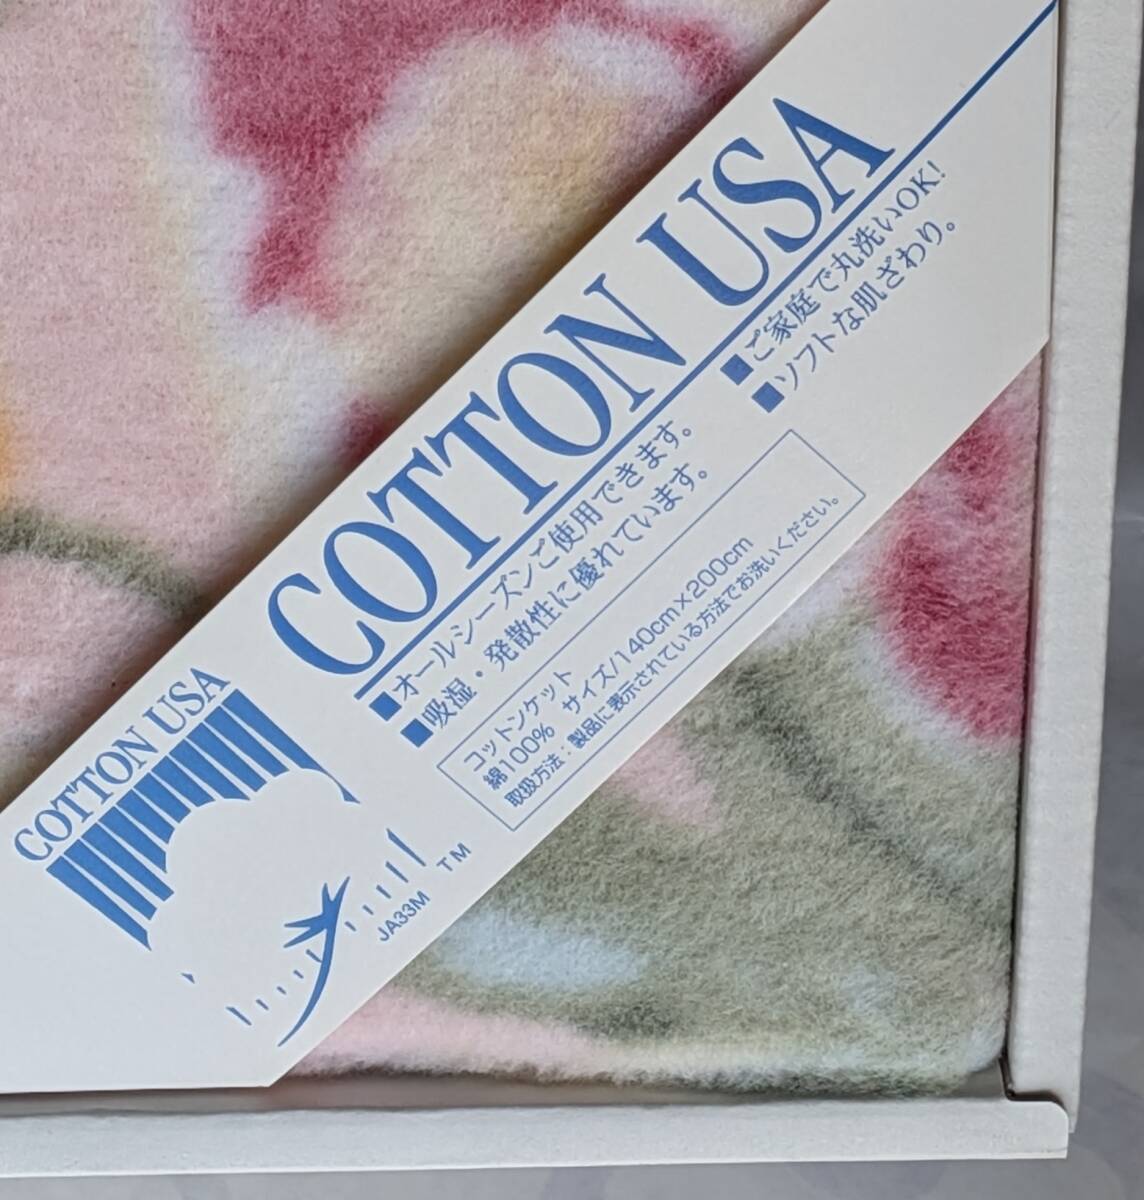 COTTON USA
■オールシーズンご使用できます。
■吸湿・発散性に優れています。
■ご家庭で丸洗いOK!
■ソフトな肌ざわり。
コットンケット
綿100% サイズ/140cm×200cm
取扱方法:製品に表示されている方法でお洗いください。
COTTON USA
TM
JA33M